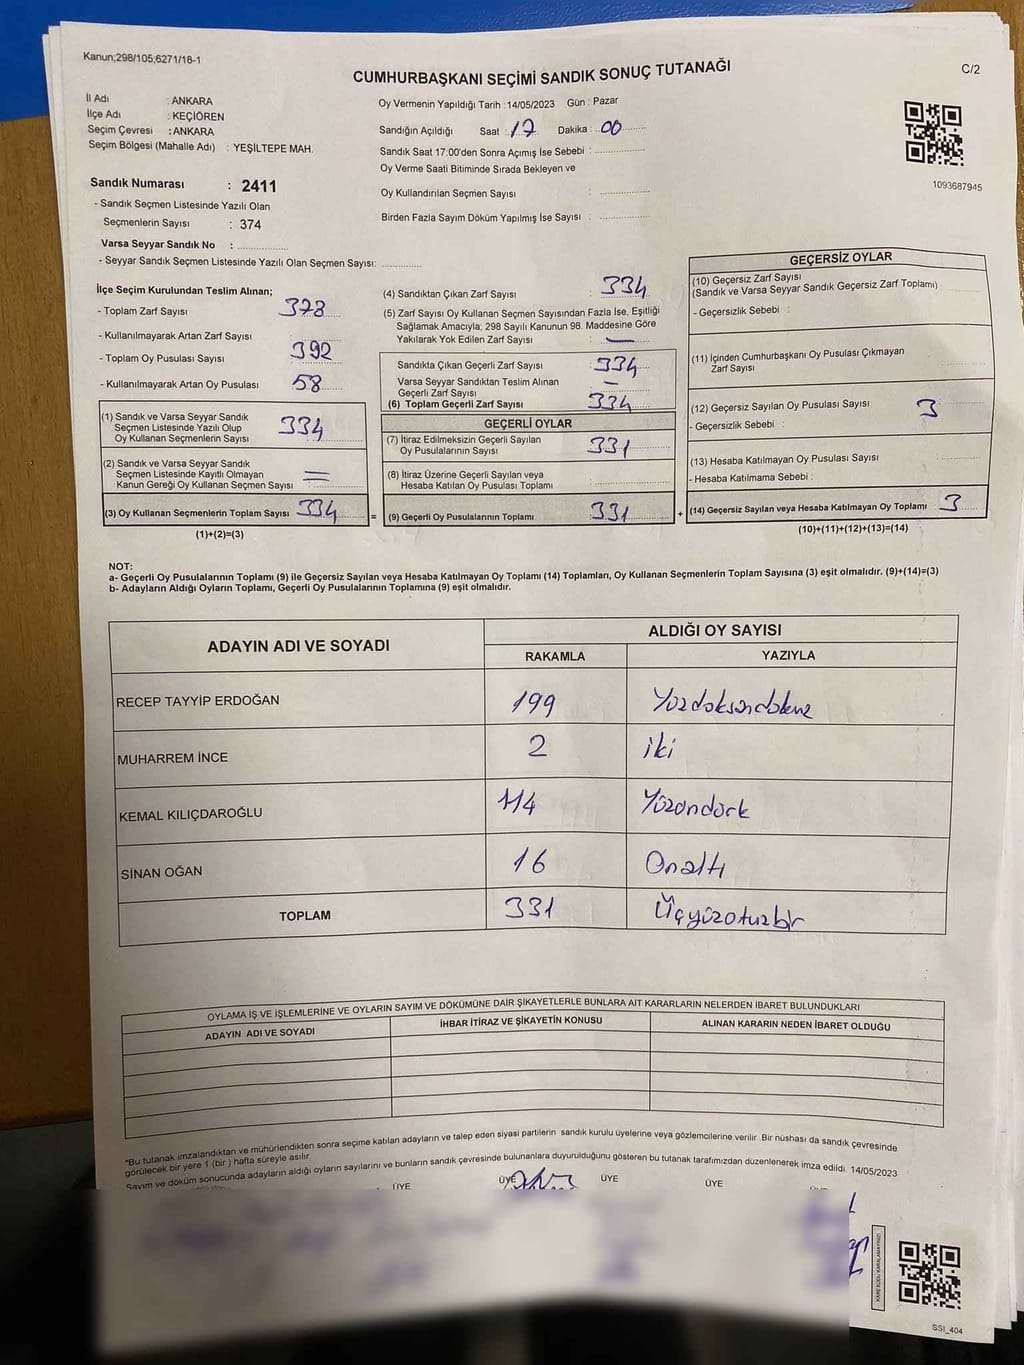 Kanun;298/105;6271/18-1
CUMHURBAŞKANI SEÇİMİ SANDIK SONUÇ TUTANAĞI
C/2
İl Adı : ANKARA
İlçe Adı : KEÇİÖREN
Seçim Çevresi : ANKARA
Seçim Bölgesi (Mahalle Adı) : YEŞİLTEPE MAH.
Sandık Numarası : 2411
- Sandık Seçmen Listesinde Yazılı Olan
Seçmenlerin Sayısı : 374
Varsa Seyyar Sandık No :
- Seyyar Sandık Seçmen Listesinde Yazılı Olan Seçmen Sayısı:
Oy Vermenin Yapıldığı Tarih : 14/05/2023 Gün : Pazar
Sandığın Açıldığı Saat : 17 Dakika : 00
Sandık Saat 17:00'den Sonra Açımış İse Sebebi :
Oy Verme Saati Bitiminde Sırada Bekleyen ve
Oy Kullandırılan Seçmen Sayısı :
Birden Fazla Sayım Döküm Yapılmış İse Sayısı :
1093687945
İlçe Seçim Kurulundan Teslim Alınan;
- Toplam Zarf Sayısı : 378
- Kullanılmayarak Artan Zarf Sayısı :
- Toplam Oy Pusulası Sayısı : 392
- Kullanılmayarak Artan Oy Pusulası : 58
(1) Sandık ve Varsa Seyyar Sandık
Seçmen Listesinde Yazılı Olup
Oy Kullanan Seçmenlerin Sayısı : 334
(2) Sandık ve Varsa Seyyar Sandık
Seçmen Listesinde Kayıtlı Olmayan
Kanun Gereği Oy Kullanan Seçmen Sayısı : =
(3) Oy Kullanan Seçmenlerin Toplam Sayısı : 334
(1)+(2)=(3)
(4) Sandıktan Çıkan Zarf Sayısı : 334
(5) Zarf Sayısı Oy Kullanan Seçmen Sayısından Fazla İse, Eşitliği
Sağlamak Amacıyla; 298 Sayılı Kanunun 98. Maddesine Göre
Yakılarak Yok Edilen Zarf Sayısı : —
Sandıkta Çıkan Geçerli Zarf Sayısı : 334
Varsa Seyyar Sandıktan Teslim Alınan
Geçerli Zarf Sayısı : —
(6) Toplam Geçerli Zarf Sayısı : 334
GEÇERLİ OYLAR
(7) İtiraz Edilmeksizin Geçerli Sayılan
Oy Pusulalarının Sayısı : 331
(8) İtiraz Üzerine Geçerli Sayılan veya
Hesaba Katılan Oy Pusulası Toplamı :
= (9) Geçerli Oy Pusulalarının Toplamı : 331 +
GEÇERSİZ OYLAR
(10) Geçersiz Zarf Sayısı
(Sandık ve Varsa Seyyar Sandık Geçersiz Zarf Toplamı)
- Geçersizlik Sebebi :
(11) İçinden Cumhurbaşkanı Oy Pusulası Çıkmayan
Zarf Sayısı
(12) Geçersiz Sayılan Oy Pusulası Sayısı : 3
- Geçersizlik Sebebi :
(13) Hesaba Katılmayan Oy Pusulası Sayısı
- Hesaba Katılmama Sebebi :
(14) Geçersiz Sayılan veya Hesaba Katılmayan Oy Toplamı : 3
(10)+(11)+(12)+(13)=(14)
NOT:
a- Geçerli Oy Pusulalarının Toplamı (9) ile Geçersiz Sayılan veya Hesaba Katılmayan Oy Toplamı (14) Toplamları, Oy Kullanan Seçmenlerin Toplam Sayısına (3) eşit olmalıdır. (9)+(14)=(3)
b- Adayların Aldığı Oyların Toplamı, Geçerli Oy Pusulalarının Toplamına (9) eşit olmalıdır.
ADAYIN ADI VE SOYADI ALDIĞI OY SAYISI
RAKAMLA YAZIYLA
RECEP TAYYİP ERDOĞAN 199 Yüzdoksandokuz
MUHARREM İNCE 2 iki
KEMAL KILIÇDAROĞLU 114 Yüzondört
SİNAN OĞAN 16 Onaltı
TOPLAM 331 Üçyüzotuzbir
OYLAMA İŞ VE İŞLEMLERİNE VE OYLARIN SAYIM VE DÖKÜMÜNE DAİR ŞİKAYETLERLE BUNLARA AİT KARARLARIN NELERDEN İBARET BULUNDUKLARI
ADAYIN ADI VE SOYADI İHBAR İTİRAZ VE ŞİKAYETİN KONUSU ALINAN KARARIN NEDEN İBARET OLDUĞU
*Bu tutanak imzalandıktan ve mühürlendikten sonra seçime katılan adayların ve talep eden siyasi partilerin sandık kurulu üyelerine veya gözlemcilerine verilir. Bir nüshası da sandık çevresinde
görülecek bir yere 1 (bir ) hafta süreyle asılır.
Sayım ve döküm sonucunda adayların aldığı oyların sayılarını ve bunların sandık çevresinde bulunanlara duyurulduğunu gösteren bu tutanak tarafımızdan düzenlenerek imza edildi. 14/05/2023
ÜYE ÜYE ÜYE ÜYE
KARE KODU KARALAMAYINIZ!
SSİ_404